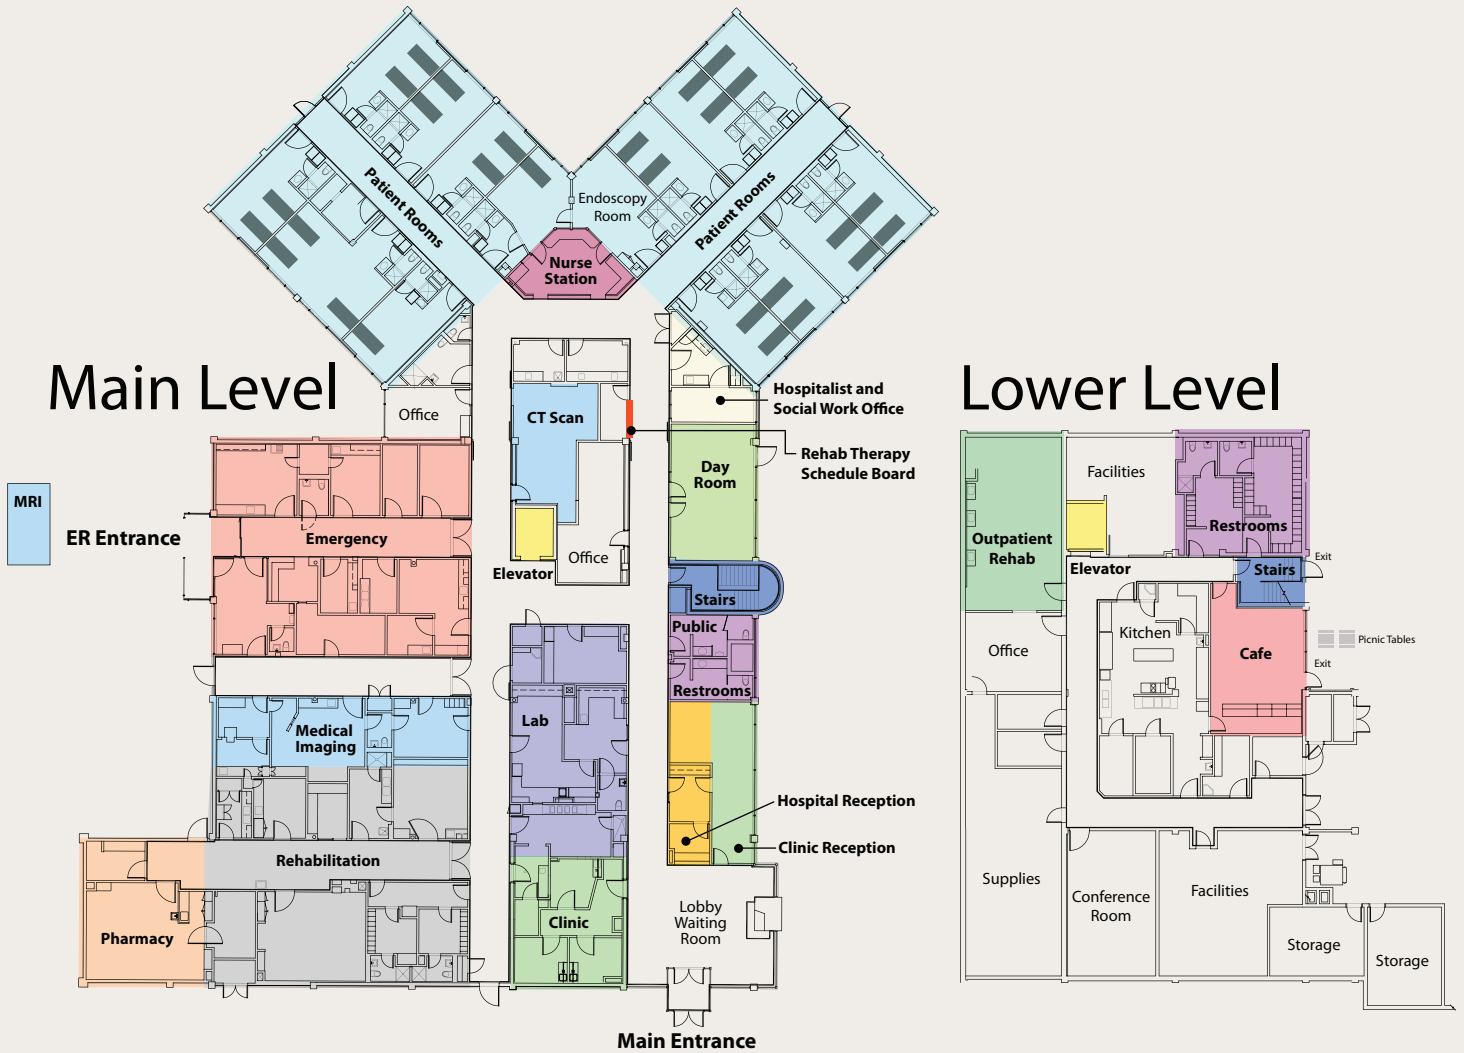 Patient Rooms
Endoscopy
Room
Patient Rooms
Nurse
Station
Main Level
Office
CT Scan
Hospitalist and
Social Work Office
Rehab Therapy
Schedule Board
Day
Room
MRI
ER Entrance
Emergency
Elevator
Office
Stairs
Public
Restrooms
Medical
Imaging
Lab
Hospital Reception
Clinic Reception
Rehabilitation
Pharmacy
Clinic
Lobby
Waiting
Room
Main Entrance
Lower Level
Facilities
Restrooms
Outpatient
Rehab
Elevator
Stairs
Exit
Kitchen
Office
Cafe
Picnic Tables
Exit
Supplies
Conference
Room
Facilities
Storage
Storage